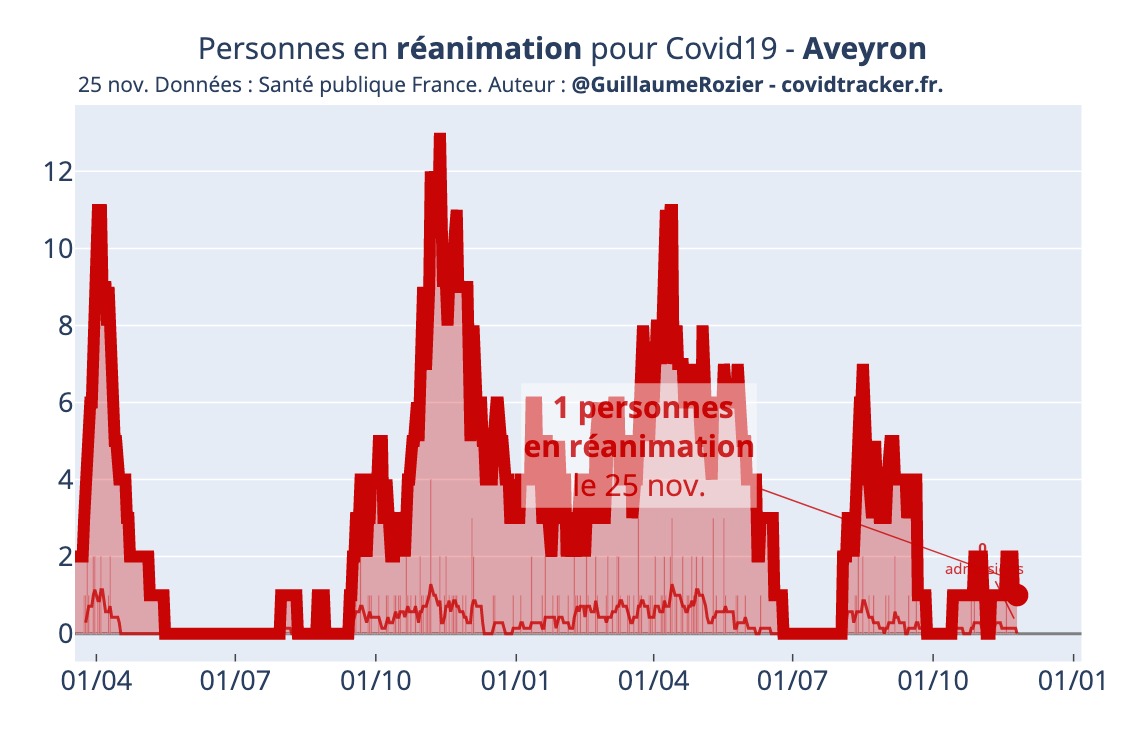 Personnes en réanimation pour Covid19 - Aveyron
25 nov. Données : Santé publique France. Auteur : @GuillaumeRozier - covidtracker.fr.
12
10
8
6
4
2
0
1 personnes
en réanimation
le 25 nov.
0
admissions
01/04
01/07
01/10
01/01
01/04
01/07
01/10
01/01